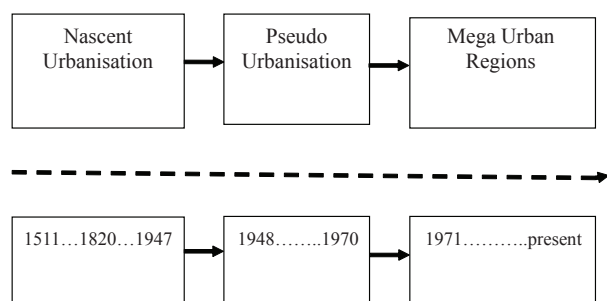 Nascent
Urbanisation
Pseudo
Urbanisation
Mega Urban
Regions
1511…1820…1947
1948……..1970
1971………..present